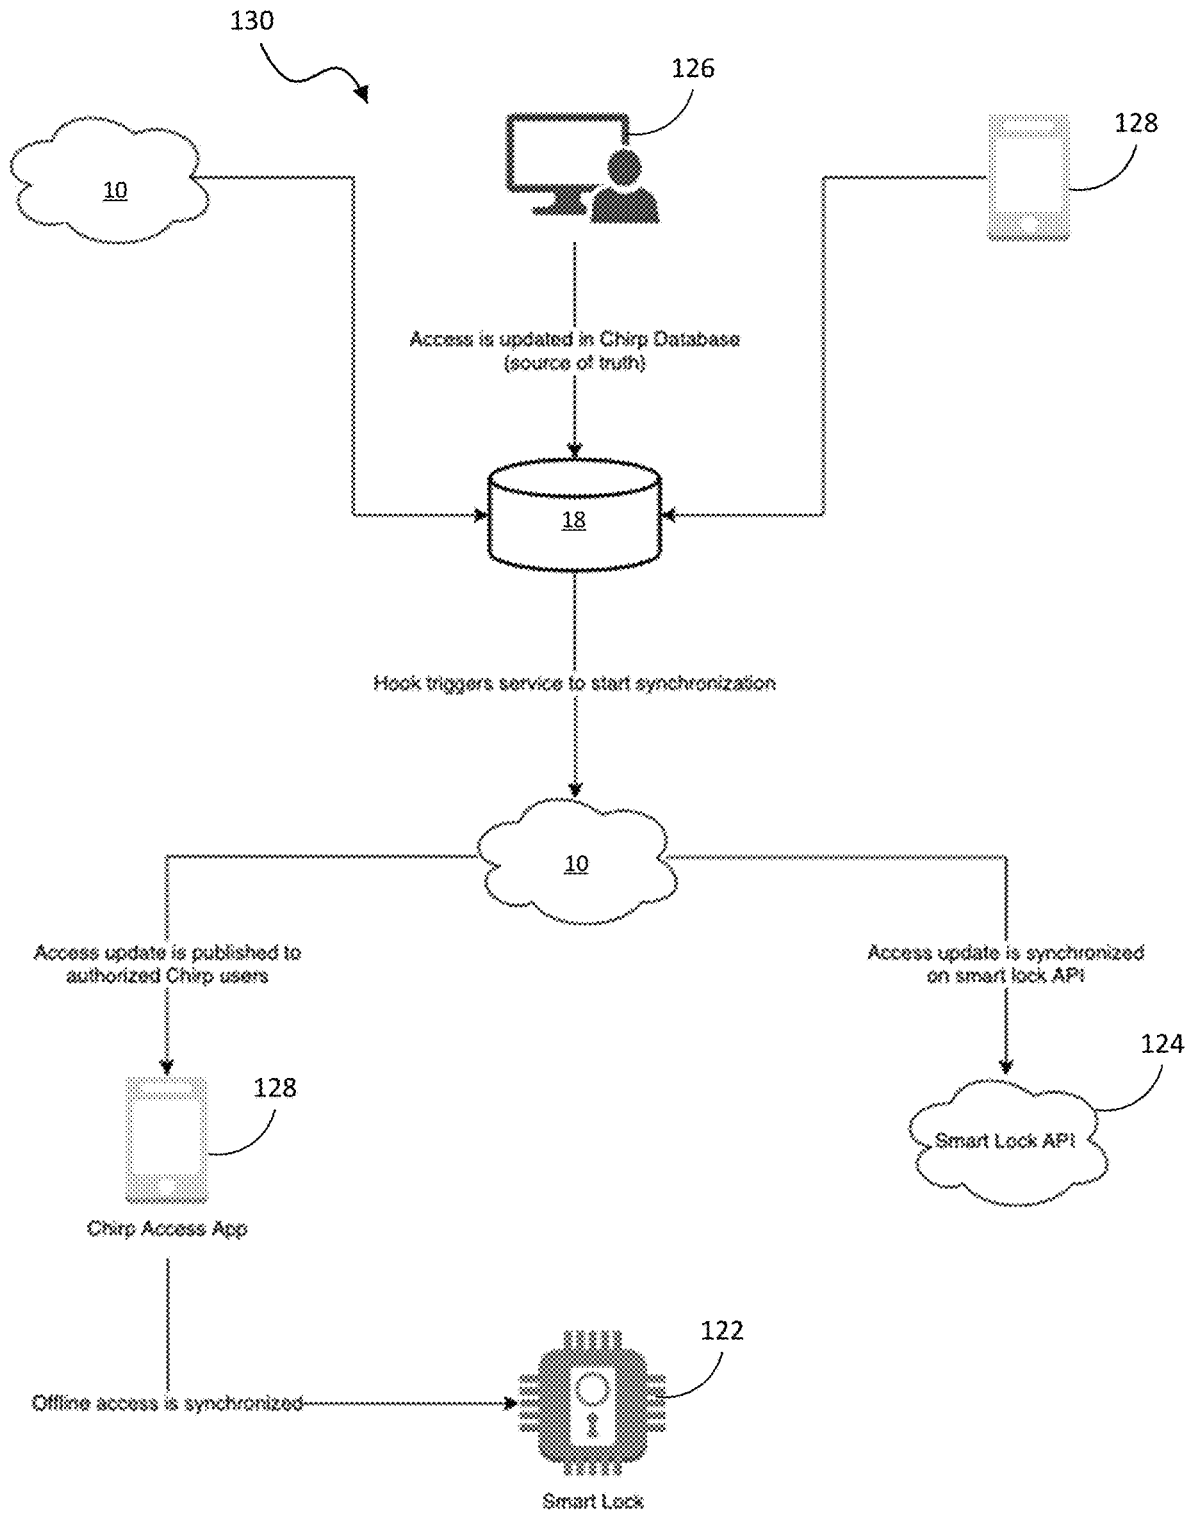 130
126
128
10
Access is updated in Chirp Database
(source of truth)
18
Hook triggers service to start synchronization
10
Access update is published to
authorized Chirp users
Access update is synchronized
on smart lock API
124
128
Smart Lock API
Chirp Access App
122
Offline access is synchronized
Smart Lock